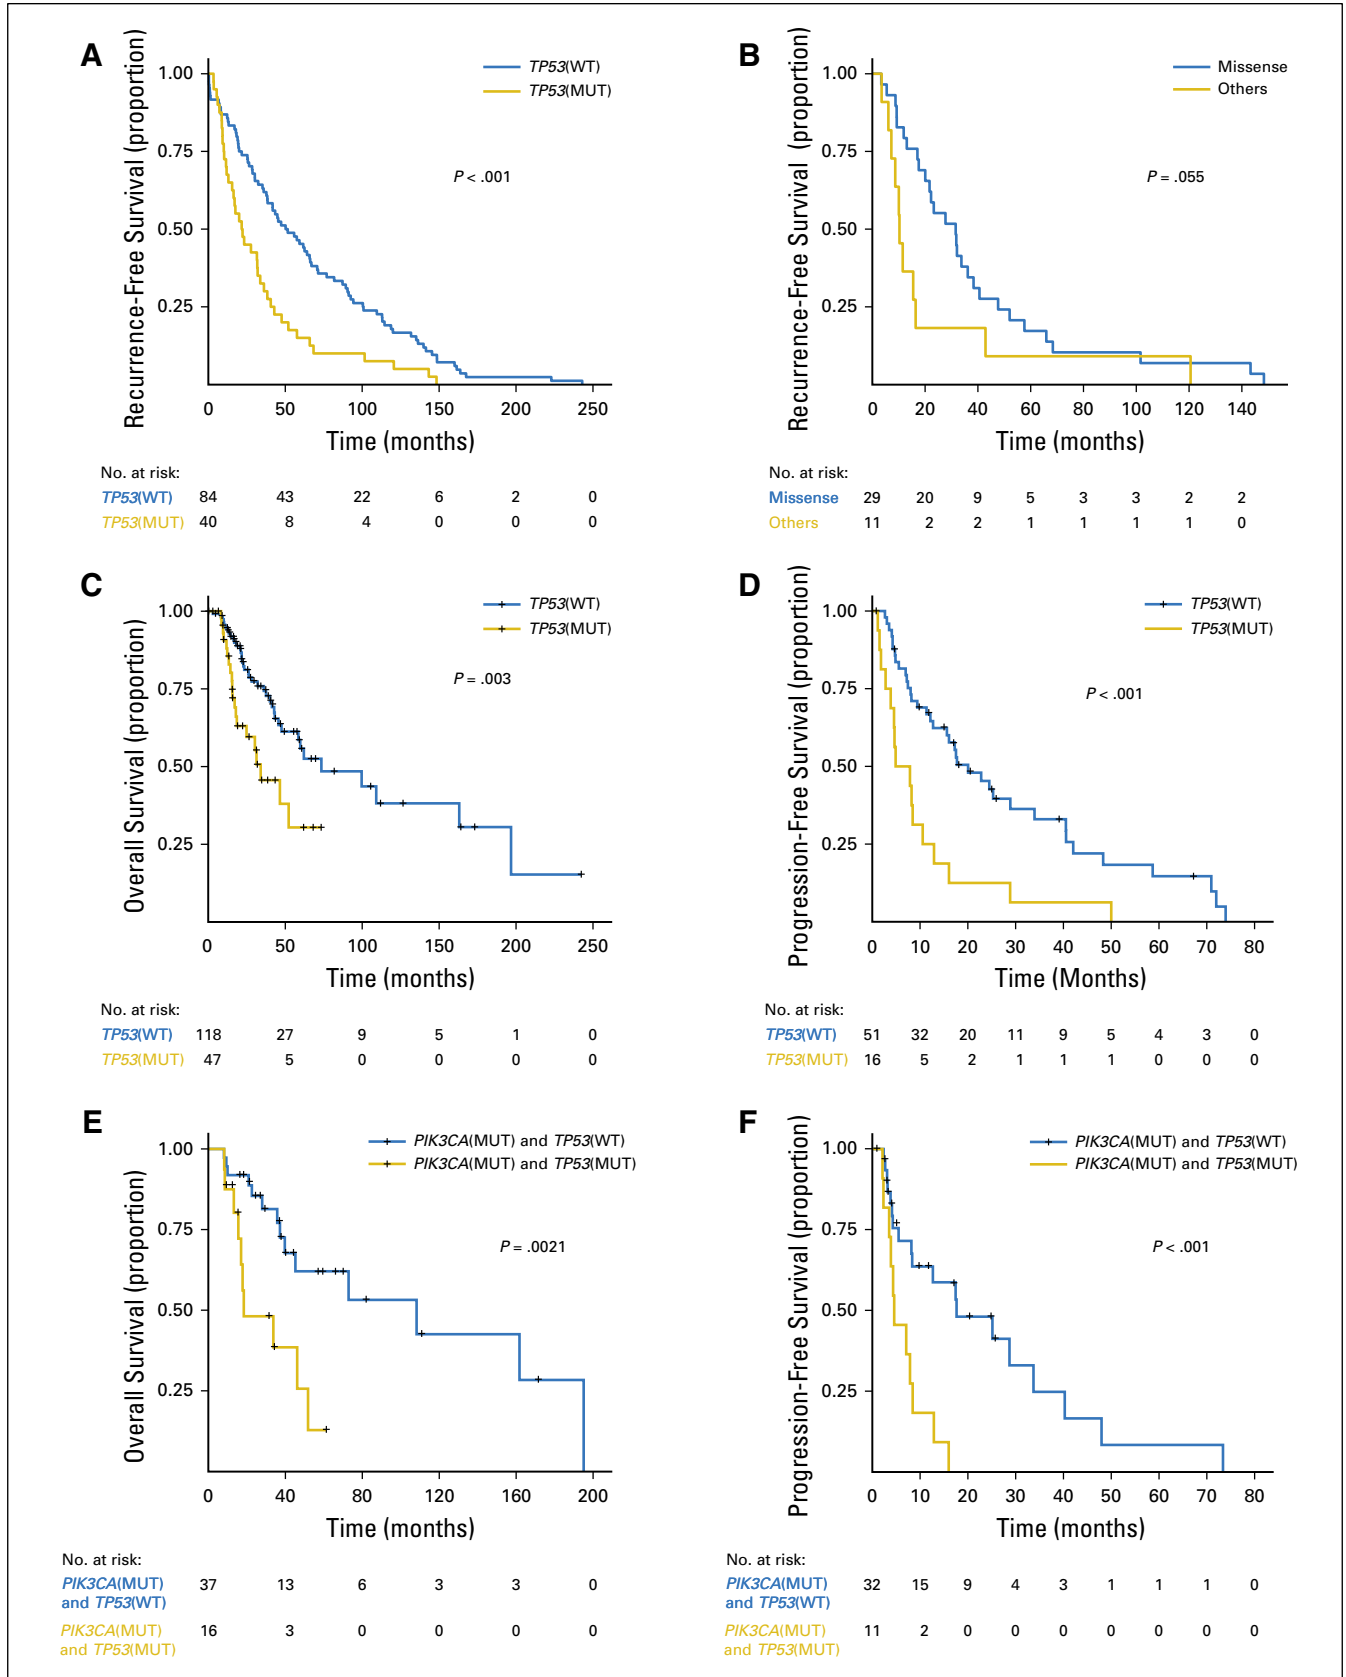 A
Recurrence-Free Survival (proportion)
1.00
0.75
0.50
0.25
TP53(WT)
TP53(MUT)
P < .001
0 50 100 150 200 250
Time (months)
No. at risk:
TP53(WT) 84 43 22 6 2 0
TP53(MUT) 40 8 4 0 0 0
B
Recurrence-Free Survival (proportion)
1.00
0.75
0.50
0.25
Missense
Others
P = .055
0 20 40 60 80 100 120 140
Time (months)
No. at risk:
Missense 29 20 9 5 3 3 2 2
Others 11 2 2 1 1 1 1 0
C
Overall Survival (proportion)
1.00
0.75
0.50
0.25
TP53(WT)
TP53(MUT)
P = .003
0 50 100 150 200 250
Time (months)
No. at risk:
TP53(WT) 118 27 9 5 1 0
TP53(MUT) 47 5 0 0 0 0
D
Progression-Free Survival (proportion)
1.00
0.75
0.50
0.25
TP53(WT)
TP53(MUT)
P < .001
0 10 20 30 40 50 60 70 80
Time (Months)
No. at risk:
TP53(WT) 51 32 20 11 9 5 4 3 0
TP53(MUT) 16 5 2 1 1 1 0 0 0
E
Overall Survival (proportion)
1.00
0.75
0.50
0.25
PIK3CA(MUT) and TP53(WT)
PIK3CA(MUT) and TP53(MUT)
P = .0021
0 40 80 120 160 200
Time (months)
No. at risk:
PIK3CA(MUT) 37 13 6 3 3 0
and TP53(WT)
PIK3CA(MUT) 16 3 0 0 0 0
and TP53(MUT)
F
Progression-Free Survival (proportion)
1.00
0.75
0.50
0.25
PIK3CA(MUT) and TP53(WT)
PIK3CA(MUT) and TP53(MUT)
P < .001
0 10 20 30 40 50 60 70 80
Time (months)
No. at risk:
PIK3CA(MUT) 32 15 9 4 3 1 1 1 0
and TP53(WT)
PIK3CA(MUT) 11 2 0 0 0 0 0 0 0
and TP53(MUT)